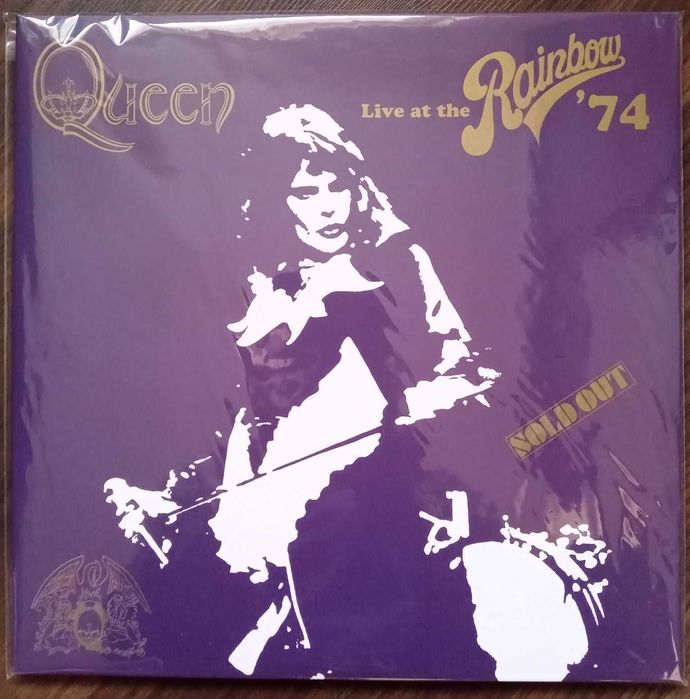 Queen
Live at the Rainbow '74
SOLD OUT